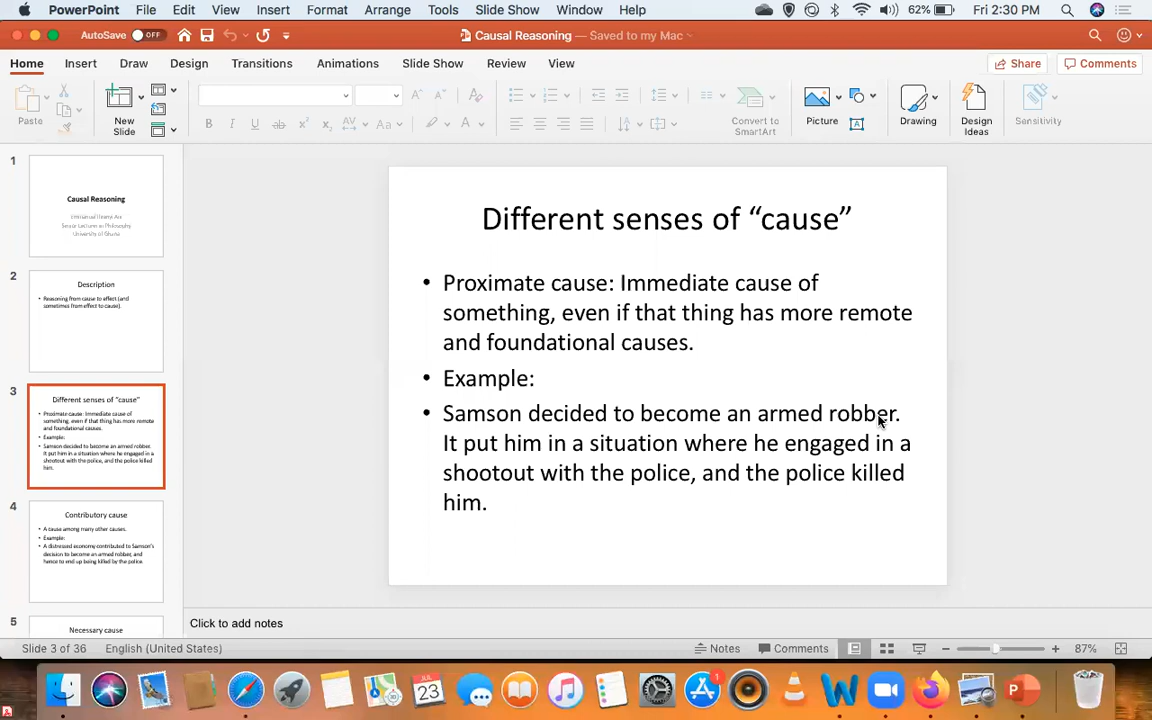 PowerPoint File Edit View Insert Format Arrange Tools Slide Show Window Help 62% Fri 2:30 PM
AutoSave OFF Causal Reasoning — Saved to my Mac
Home Insert Draw Design Transitions Animations Slide Show Review View Share Comments
Paste New Slide Convert to SmartArt Picture Drawing Design Ideas Sensitivity
1
Causal Reasoning
Senior Lecturer in Philosophy
University of Ghana
2
Description
• Reasoning from cause to effect (and
sometimes from effect to cause).
3
Different senses of “cause”
• Proximate cause: Immediate cause of
something, even if that thing has more remote
and foundational causes.
• Example:
• Samson decided to become an armed robber.
It put him in a situation where he engaged in a
shootout with the police, and the police killed
him.
4
Contributory cause
• A cause among many other causes.
• Example:
• A distressed economy contributed to Samson’s
decision to become an armed robber, and
hence to end up being killed by the police.
5
Necessary cause
Different senses of “cause”
• Proximate cause: Immediate cause of
something, even if that thing has more remote
and foundational causes.
• Example:
• Samson decided to become an armed robber.
It put him in a situation where he engaged in a
shootout with the police, and the police killed
him.
Click to add notes
Slide 3 of 36 English (United States) Notes Comments 87%
JUL
23
1